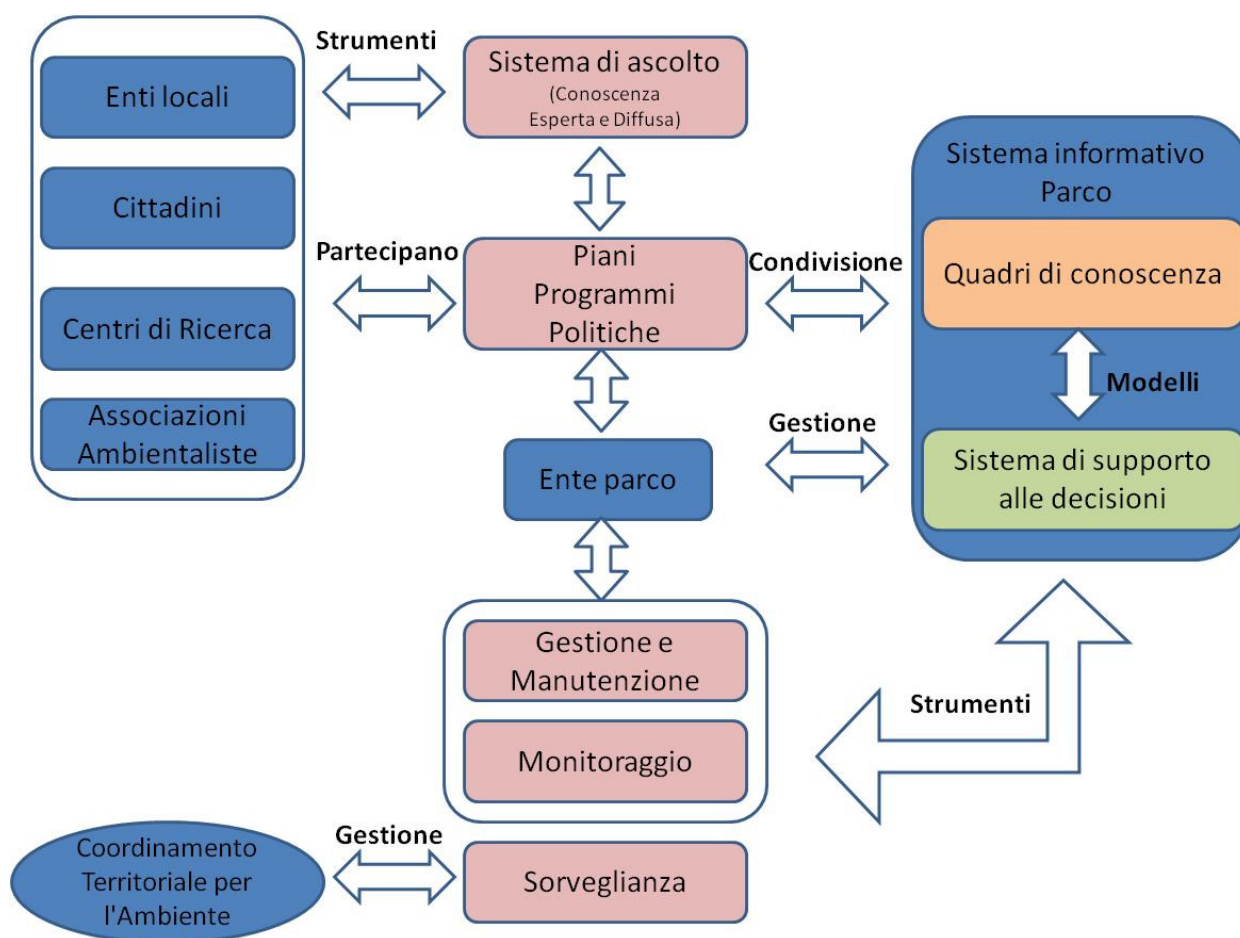 Strumenti
Enti locali
Cittadini
Centri di Ricerca
Associazioni
Ambientaliste
Sistema di ascolto
(Conoscenza
Esperta e Diffusa)
Partecipano
Piani
Programmi
Politiche
Condivisione
Sistema informativo
Parco
Quadri di conoscenza
Modelli
Sistema di supporto
alle decisioni
Gestione
Ente parco
Gestione e
Manutenzione
Monitoraggio
Strumenti
Coordinamento
Territoriale per
l'Ambiente
Gestione
Sorveglianza